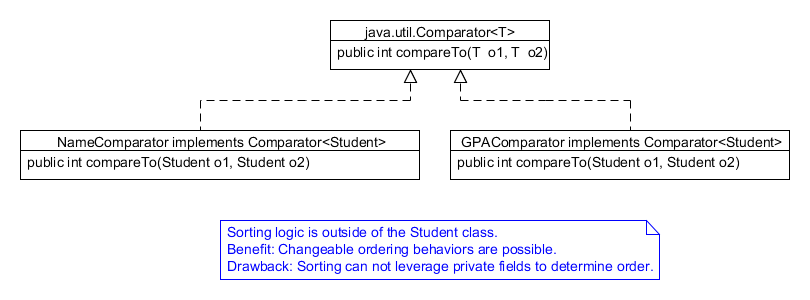 java.util.Comparator<T>
public int compareTo(T o1, T o2)
NameComparator implements Comparator<Student>
public int compareTo(Student o1, Student o2)
GPAComparator implements Comparator<Student>
public int compareTo(Student o1, Student o2)
Sorting logic is outside of the Student class.
Benefit: Changeable ordering behaviors are possible.
Drawback: Sorting can not leverage private fields to determine order.